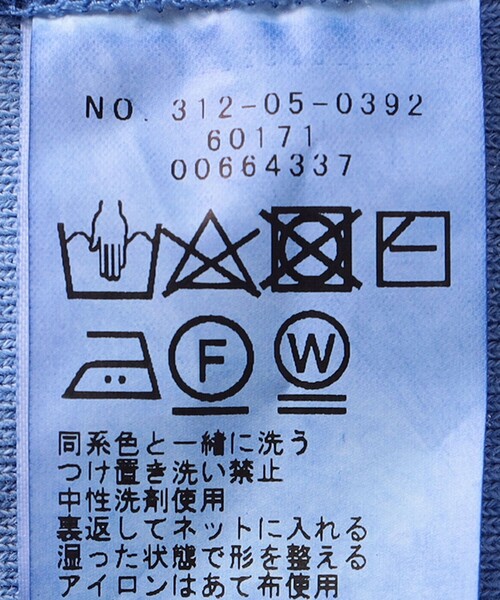 NO. 312-05-0392
60171
00664337
F
W
同系色と一緒に洗う
つけ置き洗い禁止
中性洗剤使用
裏返してネットに入れる
湿った状態で形を整える
アイロンはあて布使用